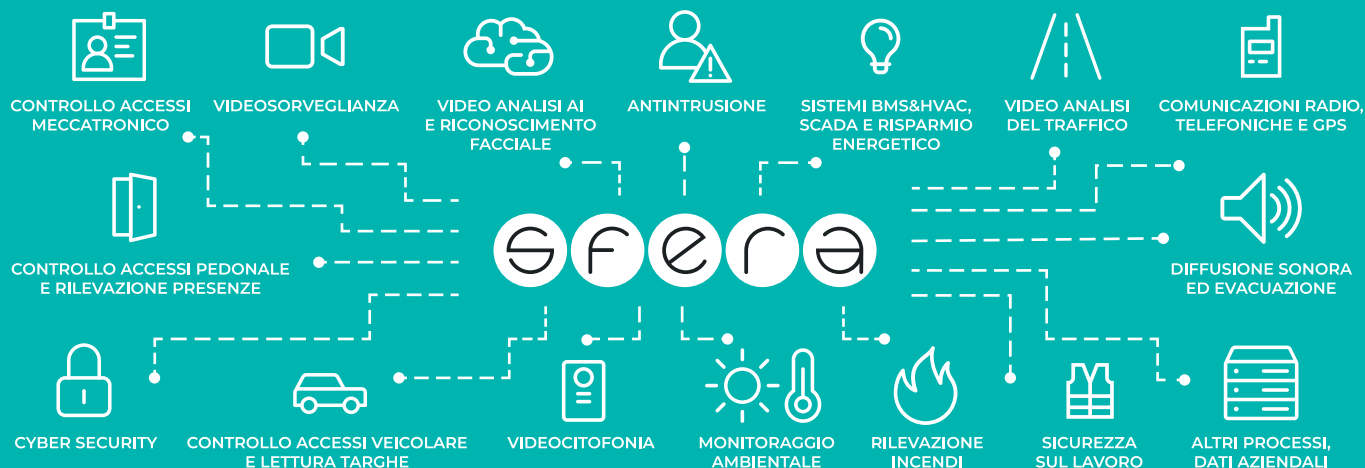 CONTROLLO ACCESSI
MECCATRONICO
VIDEOSORVEGLIANZA
VIDEO ANALISI AI
E RICONOSCIMENTO
FACCIALE
ANTINTRUSIONE
SISTEMI BMS&HVAC,
SCADA E RISPARMIO
ENERGETICO
VIDEO ANALISI
DEL TRAFFICO
COMUNICAZIONI RADIO,
TELEFONICHE E GPS
CONTROLLO ACCESSI PEDONALE
E RILEVAZIONE PRESENZE
sfera
DIFFUSIONE SONORA
ED EVACUAZIONE
CYBER SECURITY
CONTROLLO ACCESSI VEICOLARE
E LETTURA TARGHE
VIDEOCITOFONIA
MONITORAGGIO
AMBIENTALE
RILEVAZIONE
INCENDI
SICUREZZA
SUL LAVORO
ALTRI PROCESSI,
DATI AZIENDALI